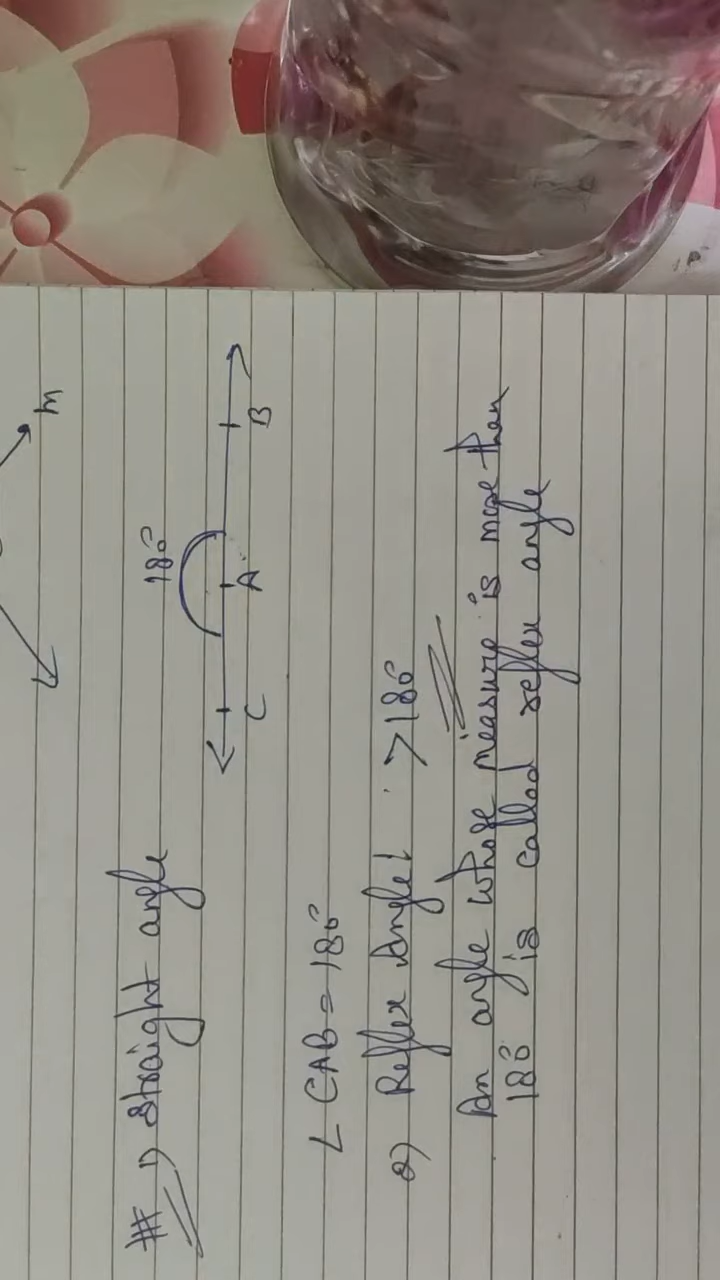 m
# 1) Straight angle
180°
C A B
∠ CAB = 180°
2) Reflex Angle! >180°
An angle whose measure is more then
180° is called reflex angle